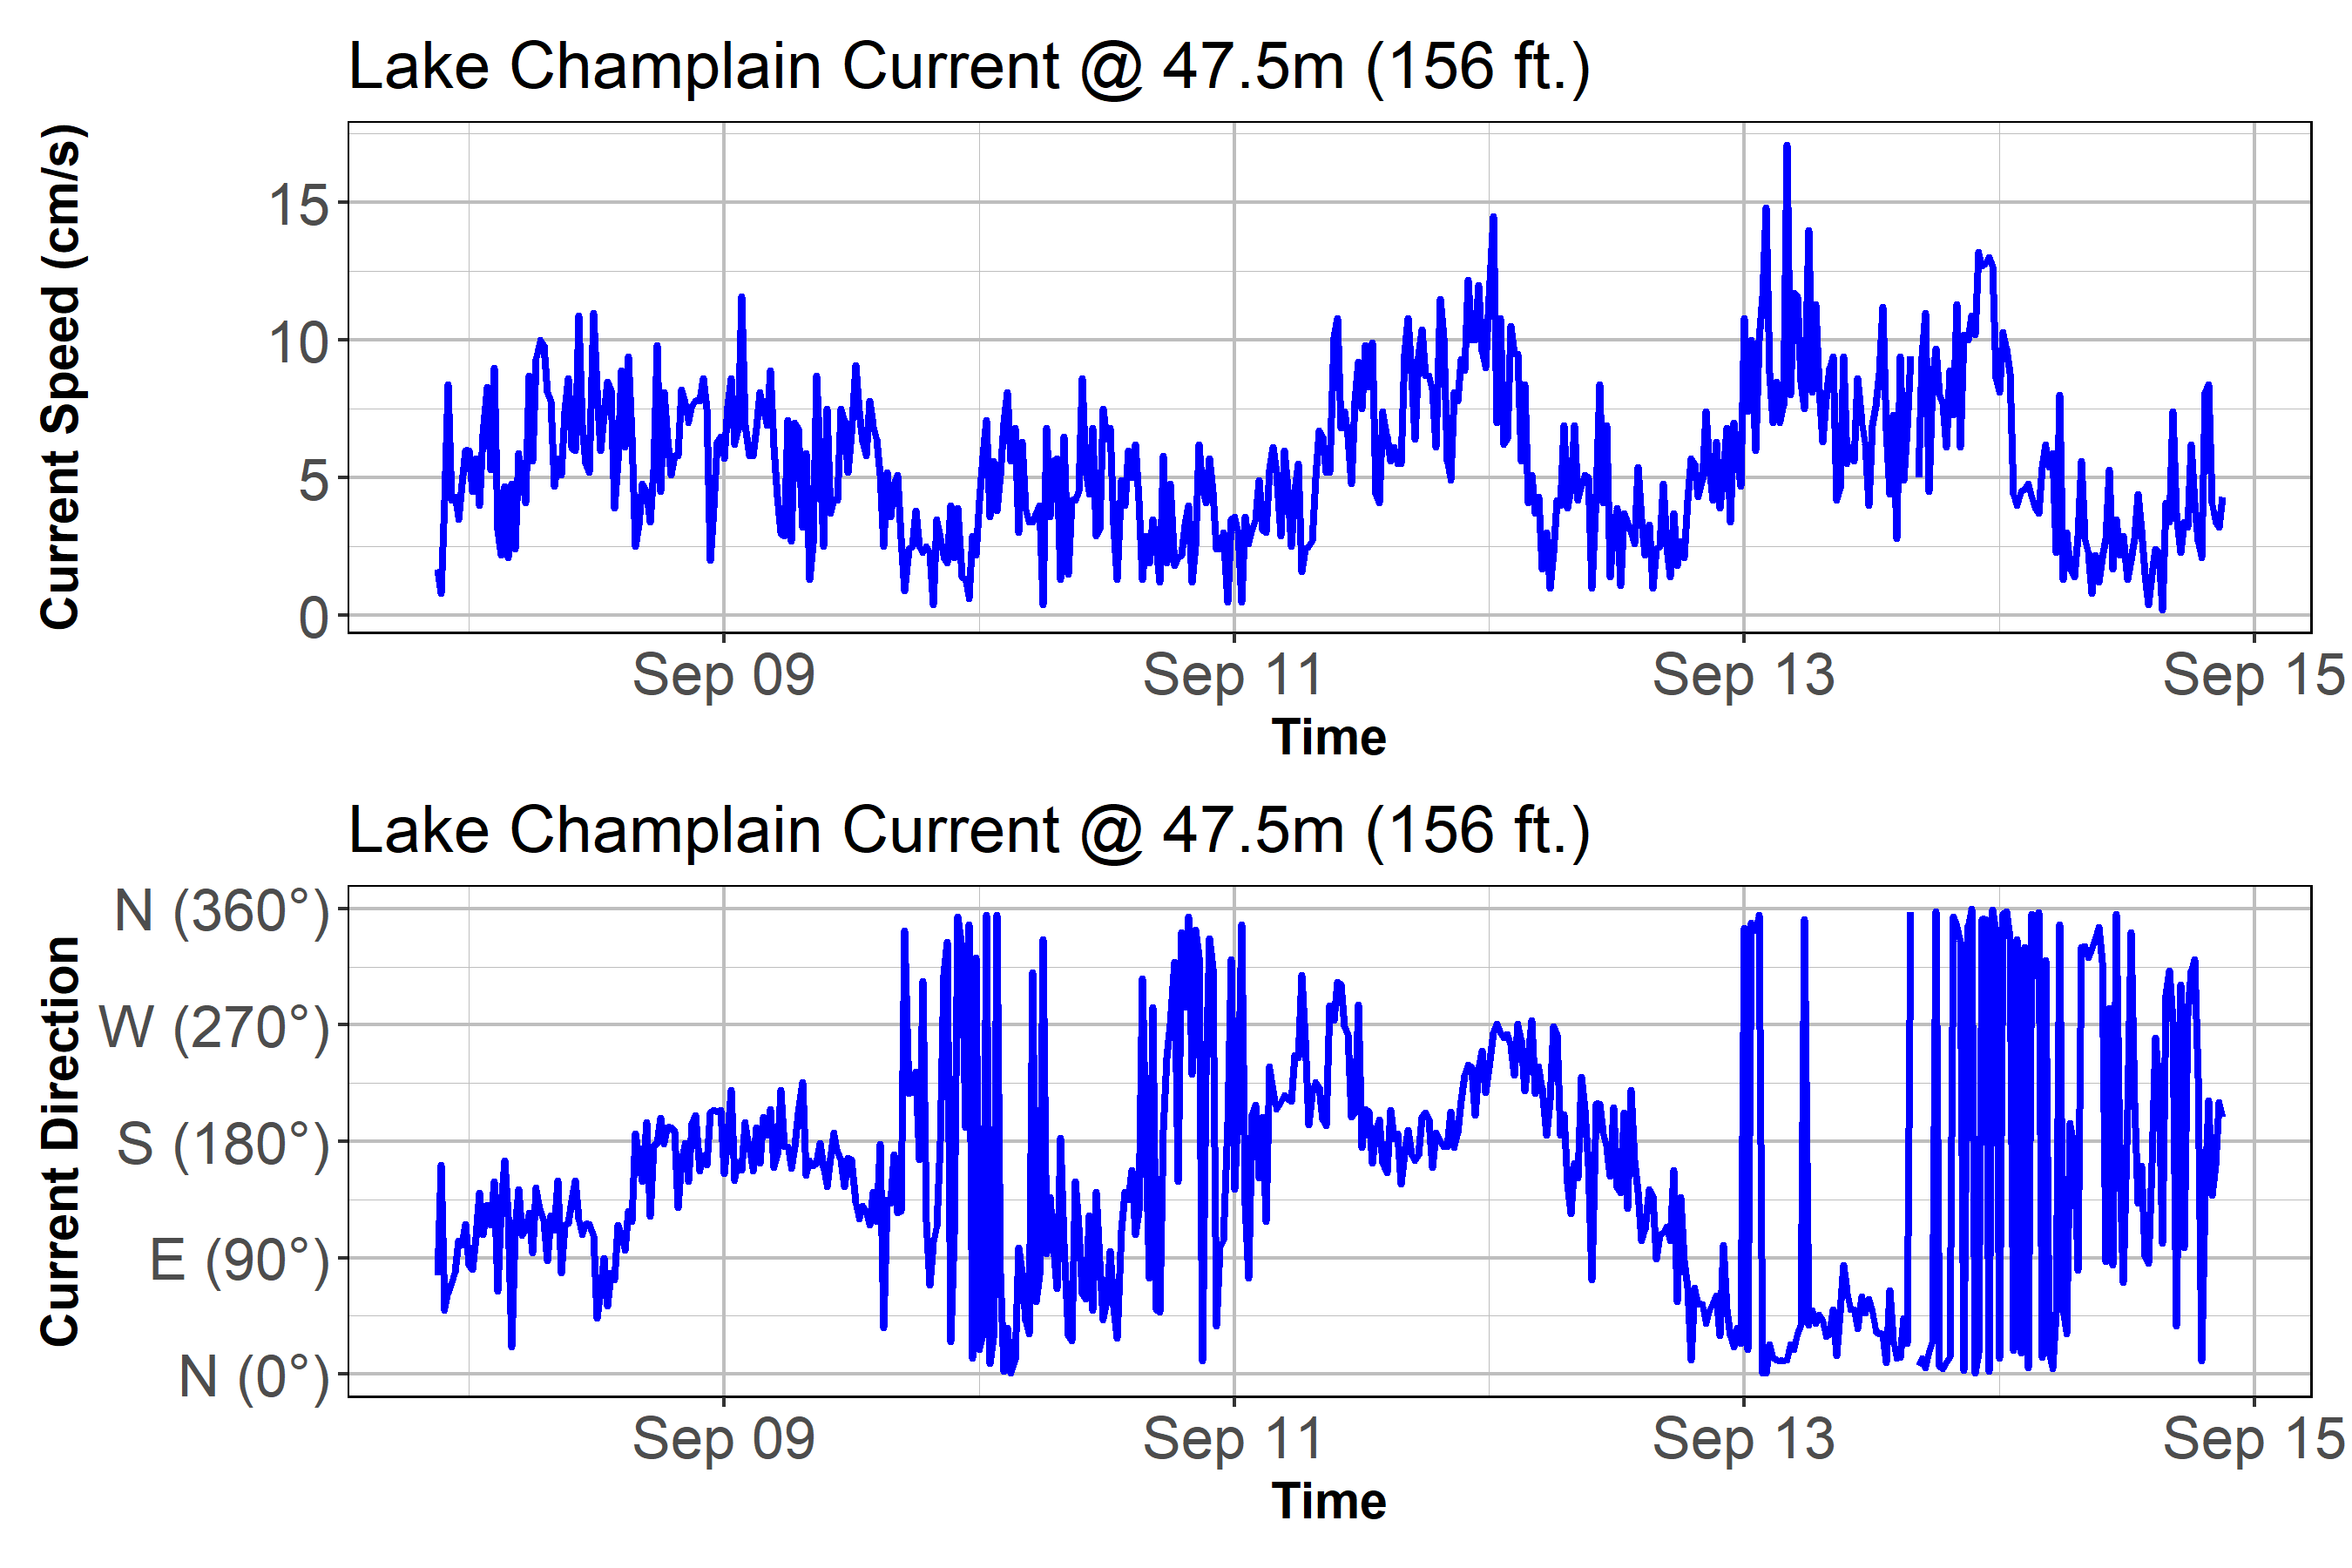 Lake Champlain Current @ 47.5m (156 ft.)
Current Speed (cm/s)
15
10
5
0
Sep 09 Sep 11 Sep 13 Sep 15
Time
Lake Champlain Current @ 47.5m (156 ft.)
Current Direction
N (360°)
W (270°)
S (180°)
E (90°)
N (0°)
Sep 09 Sep 11 Sep 13 Sep 15
Time